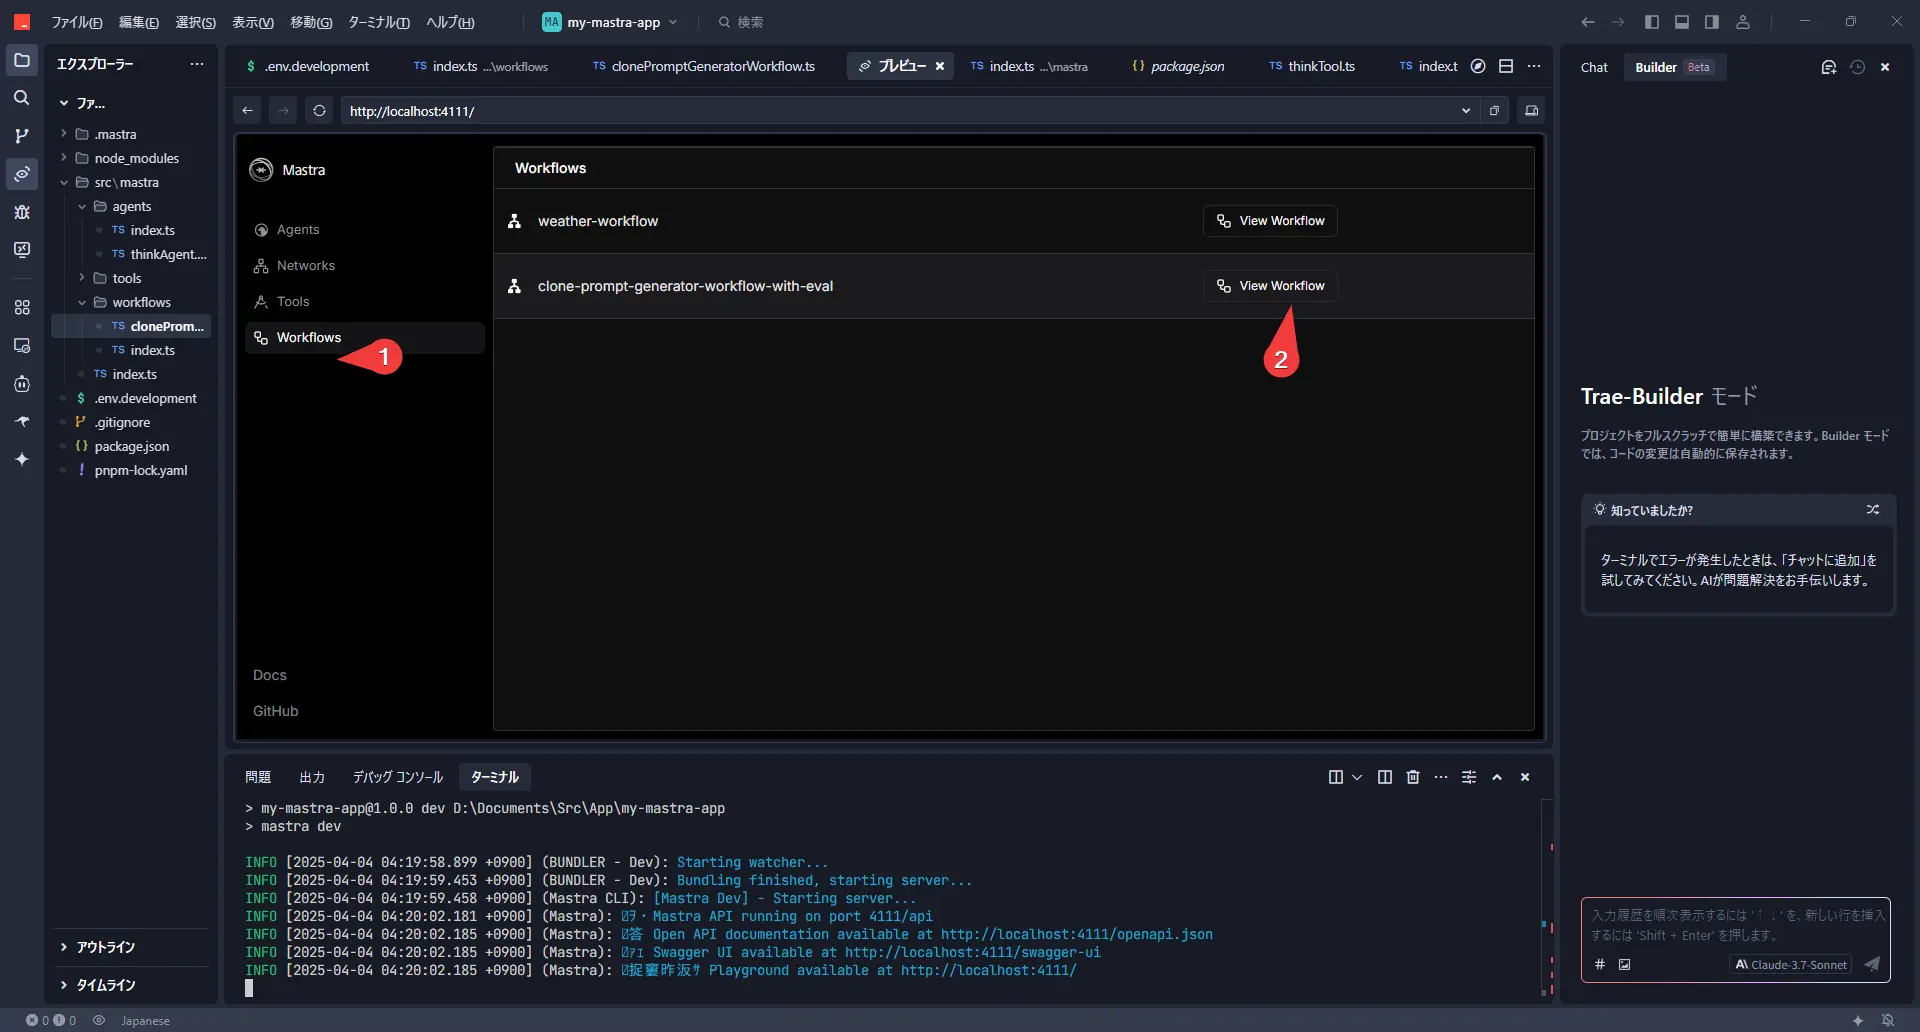 ファイル(F) 編集(E) 選択(S) 表示(V) 移動(G) ターミナル(T) ヘルプ(H)
MA my-mastra-app
検索
エクスプローラー
ファ...
.mastra
node_modules
src\mastra
agents
TS index.ts
TS thinkAgent....
tools
workflows
TS cloneProm...
TS index.ts
TS index.ts
$ .env.development
.gitignore
{} package.json
! pnpm-lock.yaml
アウトライン
タイムライン
$ .env.development
TS index.ts ...\workflows
TS clonePromptGeneratorWorkflow.ts
プレビュー
TS index.ts ...\mastra
{} package.json
TS thinkTool.ts
TS index.t
http://localhost:4111/
Mastra
Agents
Networks
Tools
Workflows
1
Docs
GitHub
Workflows
weather-workflow
View Workflow
clone-prompt-generator-workflow-with-eval
View Workflow
2
問題 出力 デバッグ コンソール ターミナル
> my-mastra-app@1.0.0 dev D:\Documents\Src\App\my-mastra-app
> mastra dev
INFO [2025-04-04 04:19:58.899 +0900] (BUNDLER - Dev): Starting watcher...
INFO [2025-04-04 04:19:59.453 +0900] (BUNDLER - Dev): Bundling finished, starting server...
INFO [2025-04-04 04:19:59.458 +0900] (Mastra CLI): [Mastra Dev] - Starting server...
INFO [2025-04-04 04:20:02.181 +0900] (Mastra): ｦ・Mastra API running on port 4111/api
INFO [2025-04-04 04:20:02.185 +0900] (Mastra): 答 Open API documentation available at http://localhost:4111/openapi.json
INFO [2025-04-04 04:20:02.185 +0900] (Mastra): ｧｪ Swagger UI available at http://localhost:4111/swagger-ui
INFO [2025-04-04 04:20:02.185 +0900] (Mastra): Playground available at http://localhost:4111/
Chat
Builder Beta
Trae-Builder モード
プロジェクトをフルスクラッチで簡単に構築できます。Builder モード
では、コードの変更は自動的に保存されます。
知っていましたか?
ターミナルでエラーが発生したときは、「チャットに追加」を
試してみてください。AIが問題解決をお手伝いします。
入力履歴を順次表示するには '↑↓' を、新しい行を挿入
するには 'Shift + Enter' を押します。
# 
Claude-3.7-Sonnet
0 0
Japanese